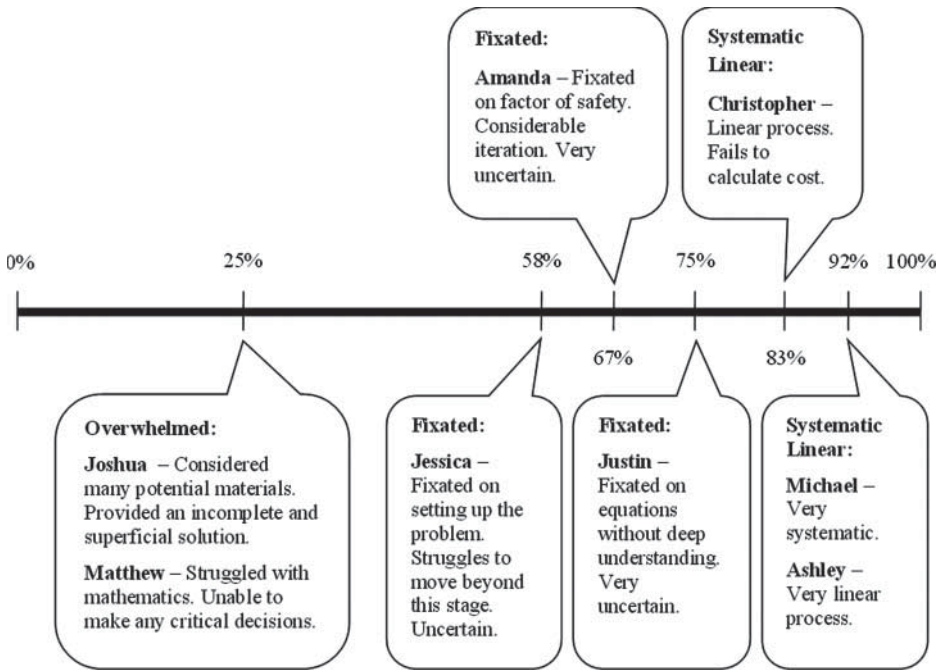 Fixated:
Amanda – Fixated
on factor of safety.
Considerable
iteration. Very
uncertain.
Systematic
Linear:
Christopher –
Linear process.
Fails to
calculate cost.
0%
25%
58%
75%
92%
100%
67%
83%
Overwhelmed:
Joshua – Considered
many potential materials.
Provided an incomplete and
superficial solution.
Matthew – Struggled with
mathematics. Unable to
make any critical decisions.
Fixated:
Jessica –
Fixated on
setting up the
problem.
Struggles to
move beyond
this stage.
Uncertain.
Fixated:
Justin –
Fixated on
equations
without deep
understanding.
Very
uncertain.
Systematic
Linear:
Michael –
Very
systematic.
Ashley –
Very linear
process.